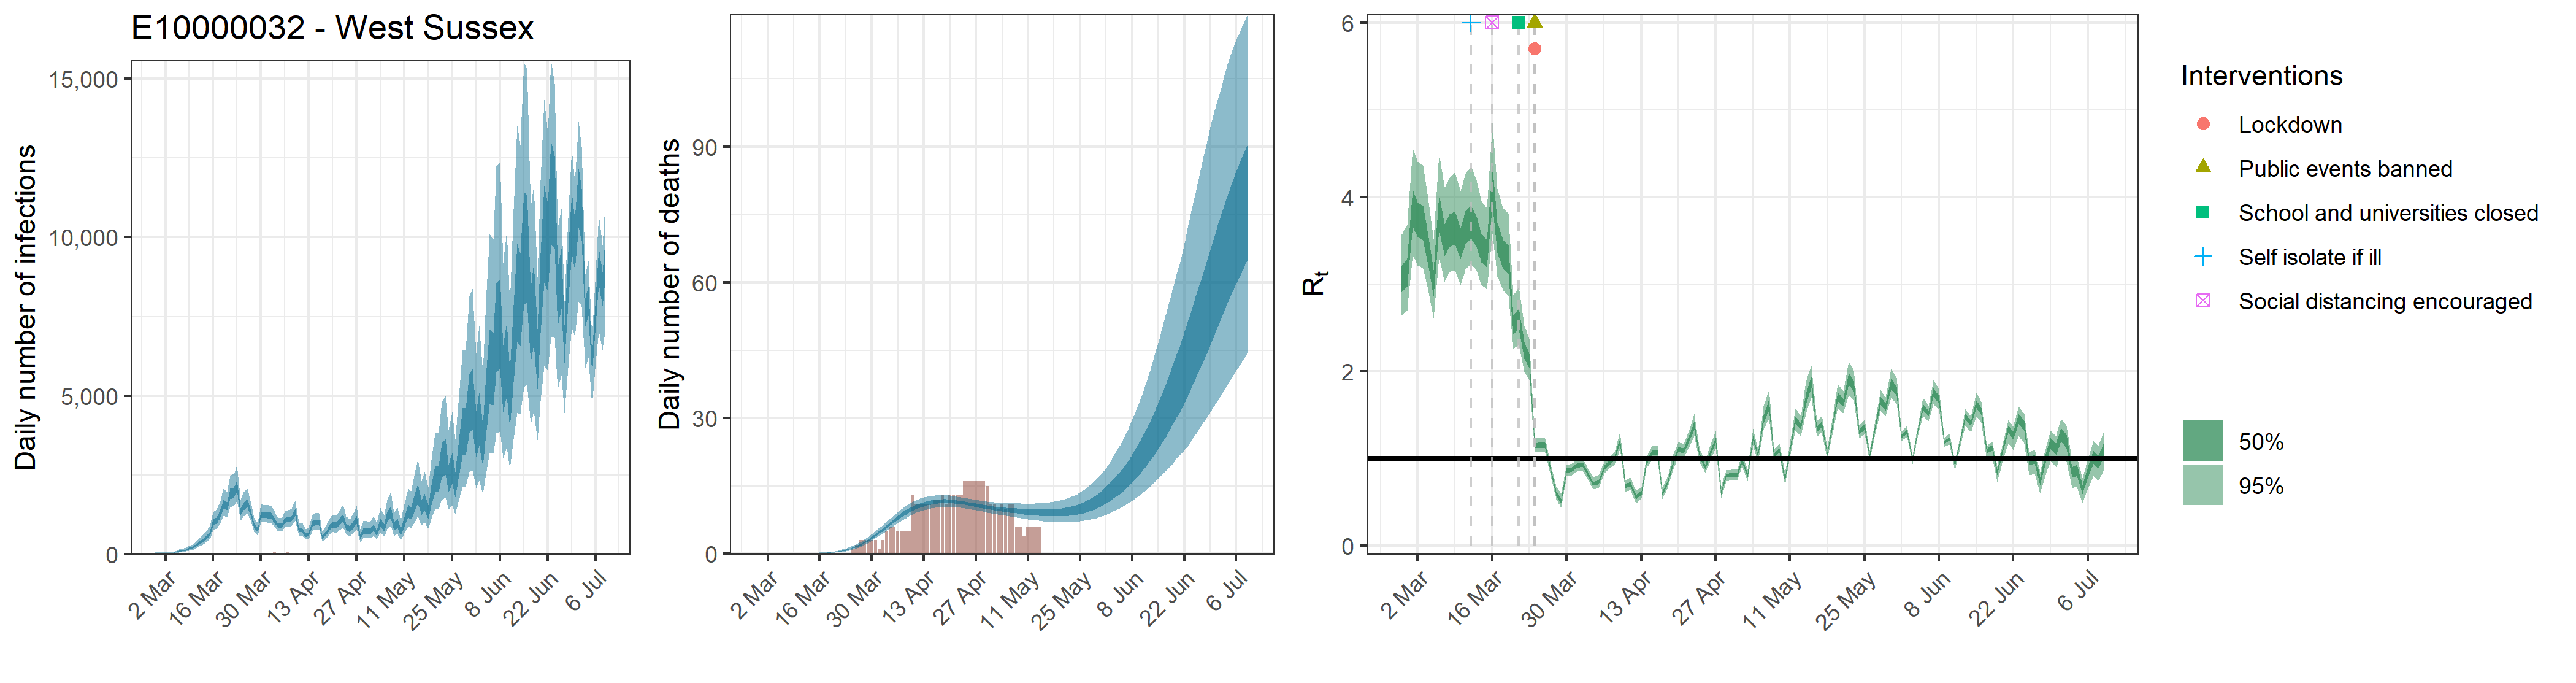 E10000032 - West Sussex
Daily number of infections
15,000
10,000
5,000
0
2 Mar
16 Mar
30 Mar
13 Apr
27 Apr
11 May
25 May
8 Jun
22 Jun
6 Jul
Daily number of deaths
90
60
30
0
2 Mar
16 Mar
30 Mar
13 Apr
27 Apr
11 May
25 May
8 Jun
22 Jun
6 Jul
Rt
6
4
2
0
2 Mar
16 Mar
30 Mar
13 Apr
27 Apr
11 May
25 May
8 Jun
22 Jun
6 Jul
Interventions
Lockdown
Public events banned
School and universities closed
Self isolate if ill
Social distancing encouraged
50%
95%